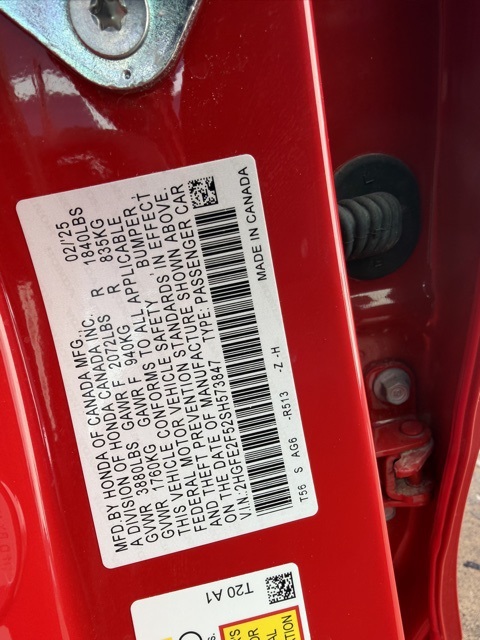 MFD.BY HONDA OF CANADA MFG., 02/'25
A DIVISION OF HONDA CANADA INC.
GVWR 3880LBS GAWR F 2072LBS R 1840LBS
1760KG GAWR F 940KG R 835KG
GVWR VEHICLE CONFORMS TO ALL APPLICABLE
FEDERAL MOTOR VEHICLE SAFETY , BUMPER,
AND THEFT PREVENTION STANDARDS IN EFFECT
ON THE DATE OF MANUFACTURE SHOWN ABOVE.
V.I.N.:2HGFE2F52SH573847 TYPE: PASSENGER CAR
MADE IN CANADA
T56 S AG6 -R513 -Z -H
T20 A1